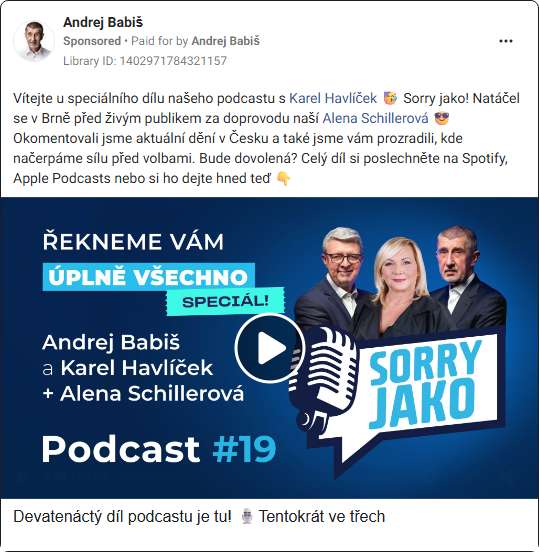 Andrej Babiš
Sponsored • Paid for by Andrej Babiš
Library ID: 1402971784321157
Vítejte u speciálního dílu našeho podcastu s Karel Havlíček 🥳 Sorry jako! Natáčel
se v Brně před živým publikem za doprovodu naší Alena Schillerová 😎
Okomentovali jsme aktuální dění v Česku a také jsme vám prozradili, kde
načerpáme sílu před volbami. Bude dovolená? Celý díl si poslechněte na Spotify,
Apple Podcasts nebo si ho dejte hned teď 👇
ŘEKNEME VÁM
ÚPLNĚ VŠECHNO
SPECIÁL!
Andrej Babiš
a Karel Havlíček
+ Alena Schillerová
Podcast #19
SORRY
JAKO
Devatenáctý díl podcastu je tu! 🎙️ Tentokrát ve třech